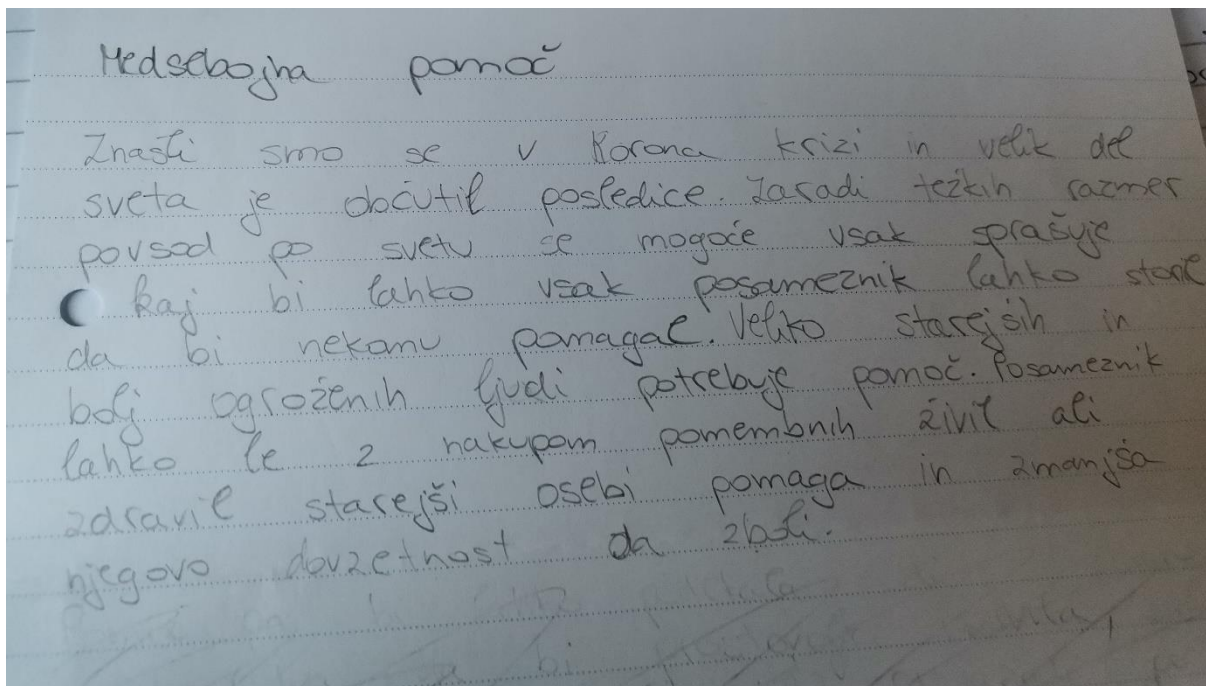 Medsebojna pomoč
Znašli smo se v Korona krizi in velik del
sveta je občutil posledice. Zaradi težkih razmer
povsod po svetu se mogoče vsak sprašuje
kaj bi lahko vsak posameznik lahko storil
da bi nekomu pomagal. Veliko starejših in
bolj ogroženih ljudi potrebuje pomoč. Posameznik
lahko le z nakupom pomembnih živil ali
zdravil starejši osebi pomaga in zmanjša
njegovo dovzetnost da zboli.